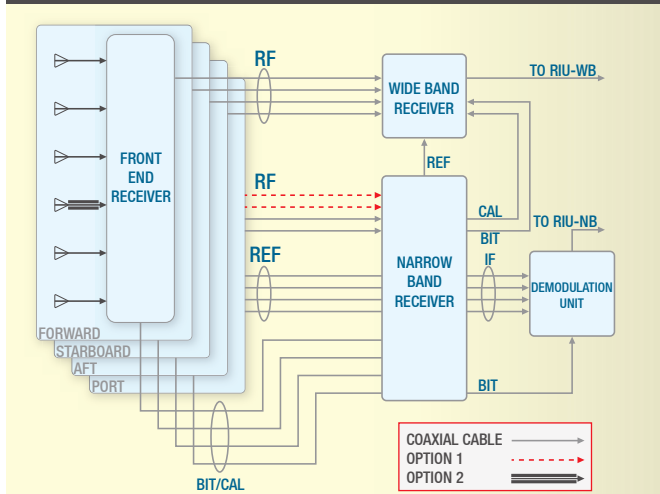 RF
WIDE BAND
RECEIVER
TO RIU-WB
FRONT
END
RECEIVER
REF
RF
CAL
BIT
TO RIU-NB
REF
NARROW
BAND
RECEIVER
IF
DEMODULATION
UNIT
FORWARD
STARBOARD
AFT
PORT
BIT
BIT/CAL
COAXIAL CABLE
OPTION 1
OPTION 2